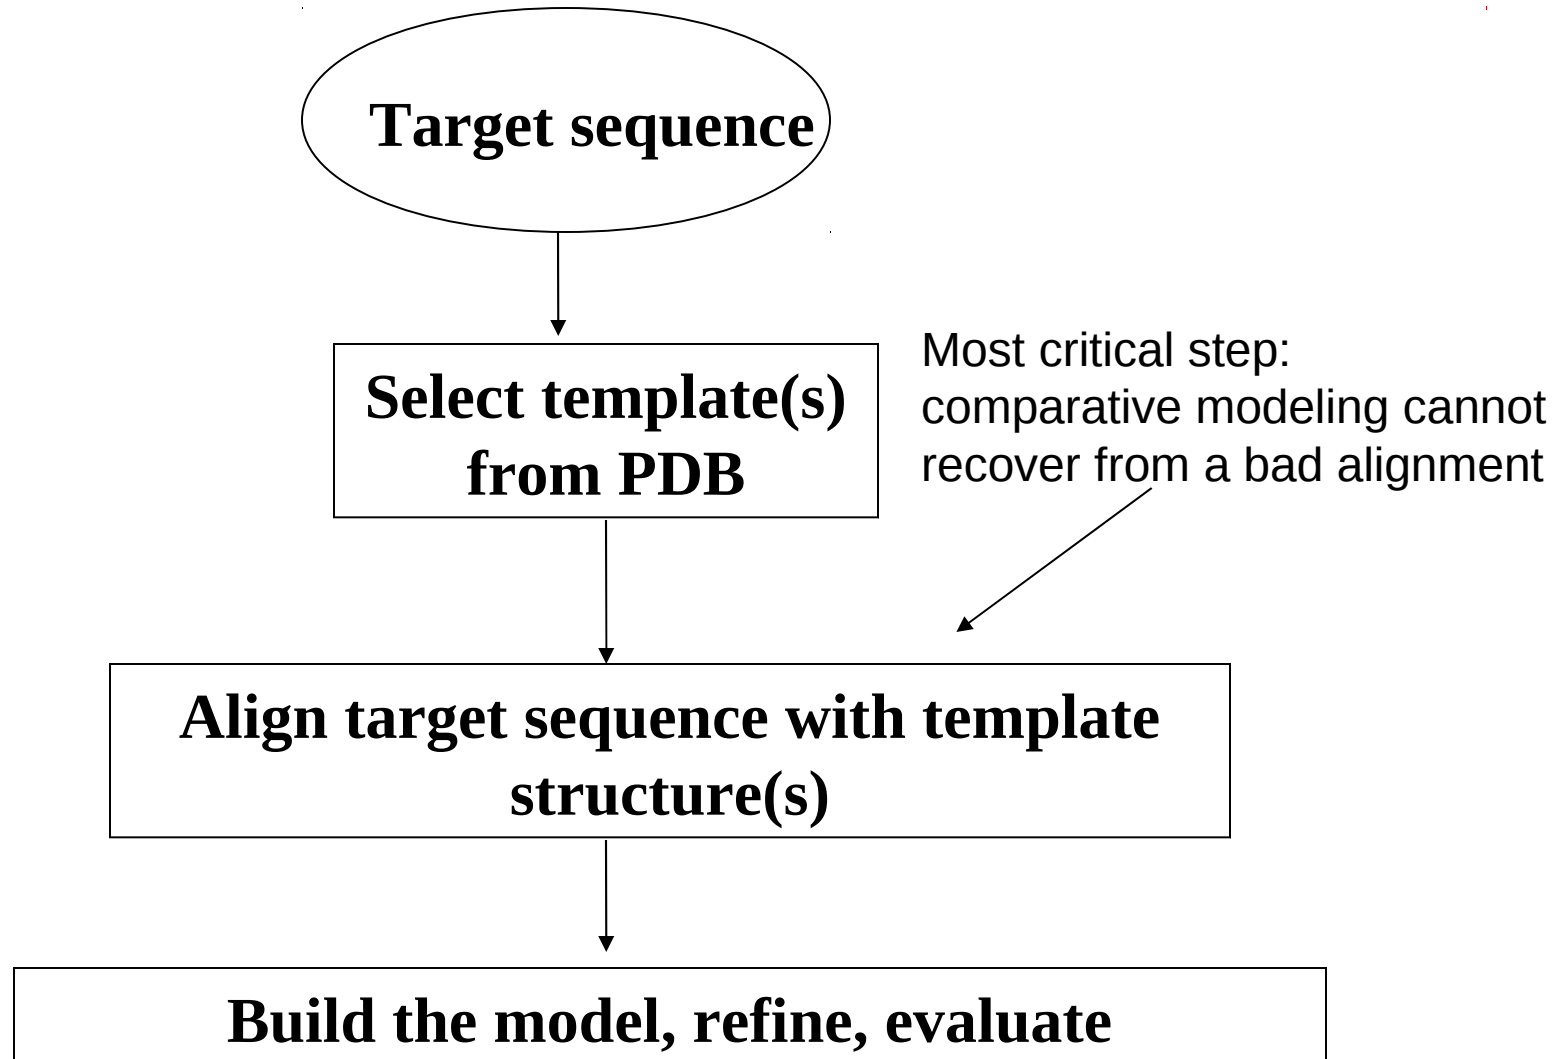 Target sequence
Select template(s)
from PDB
Most critical step:
comparative modeling cannot
recover from a bad alignment
Align target sequence with template
structure(s)
Build the model, refine, evaluate